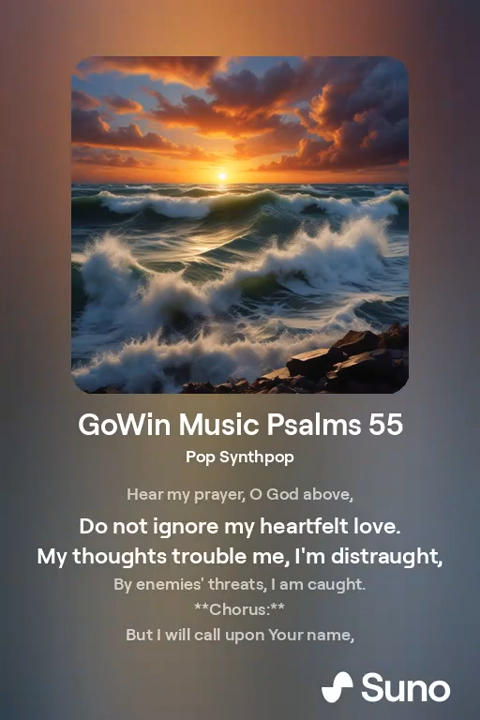 GoWin Music Psalms 55
Pop Synthpop
Hear my prayer, O God above,
Do not ignore my heartfelt love.
My thoughts trouble me, I'm distraught,
By enemies' threats, I am caught.
**Chorus:**
But I will call upon Your name,
Suno